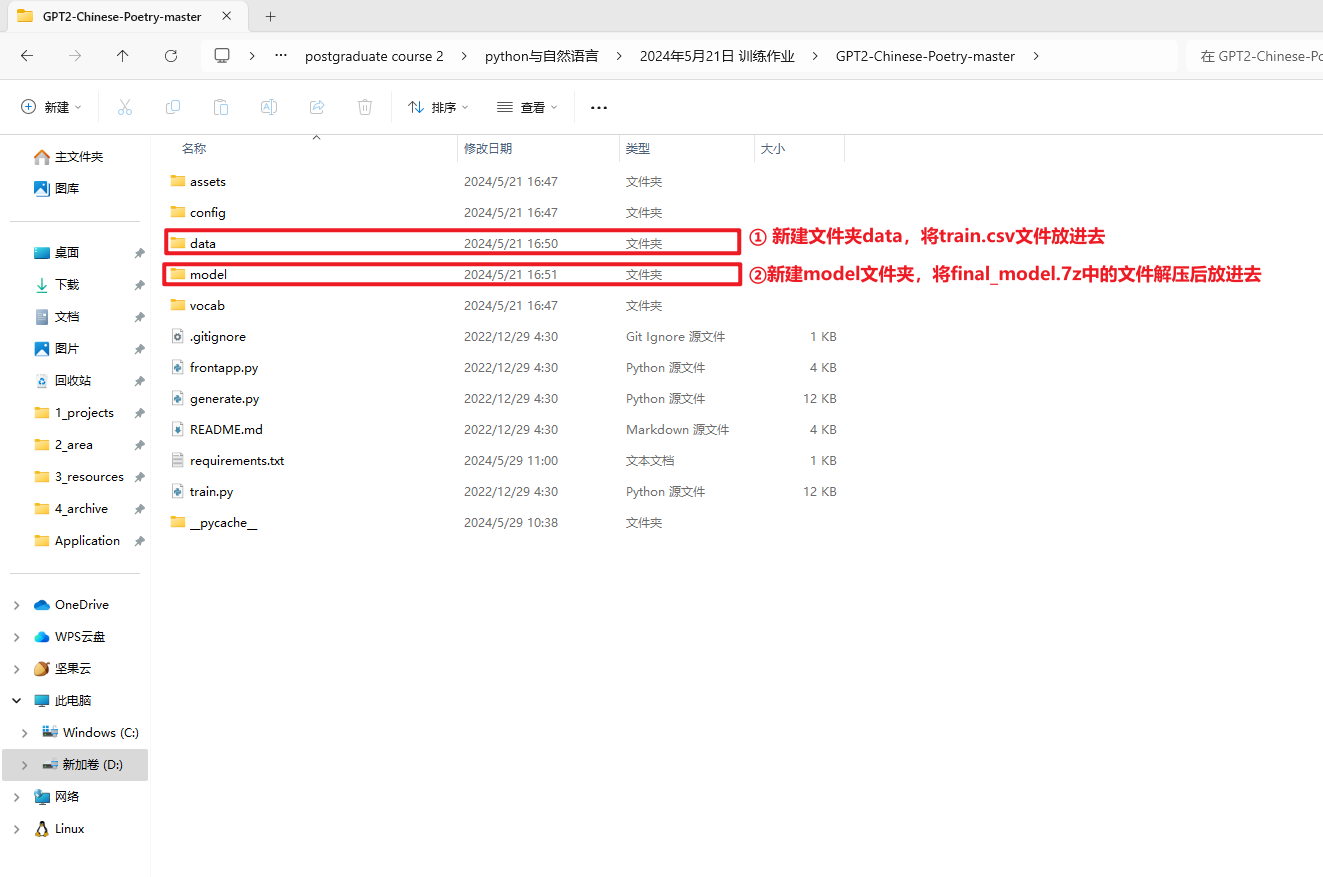 GPT2-Chinese-Poetry-master
postgraduate course 2 > python与自然语言 > 2024年5月21日 训练作业 > GPT2-Chinese-Poetry-master >
在 GPT2-Chinese-Po
新建 排序 查看
名称 修改日期 类型 大小
主文件夹
图库
桌面
下载
文档
图片
回收站
1_projects
2_area
3_resources
4_archive
Application
OneDrive
WPS云盘
坚果云
此电脑
Windows (C:)
新加卷 (D:)
网络
Linux
assets 2024/5/21 16:47 文件夹
config 2024/5/21 16:47 文件夹
data 2024/5/21 16:50 文件夹 ① 新建文件夹data，将train.csv文件放进去
model 2024/5/21 16:51 文件夹 ②新建model文件夹，将final_model.7z中的文件解压后放进去
vocab 2024/5/21 16:47 文件夹
.gitignore 2022/12/29 4:30 Git Ignore 源文件 1 KB
frontapp.py 2022/12/29 4:30 Python 源文件 4 KB
generate.py 2022/12/29 4:30 Python 源文件 12 KB
README.md 2022/12/29 4:30 Markdown 源文件 4 KB
requirements.txt 2024/5/29 11:00 文本文档 1 KB
train.py 2022/12/29 4:30 Python 源文件 12 KB
__pycache__ 2024/5/29 10:38 文件夹